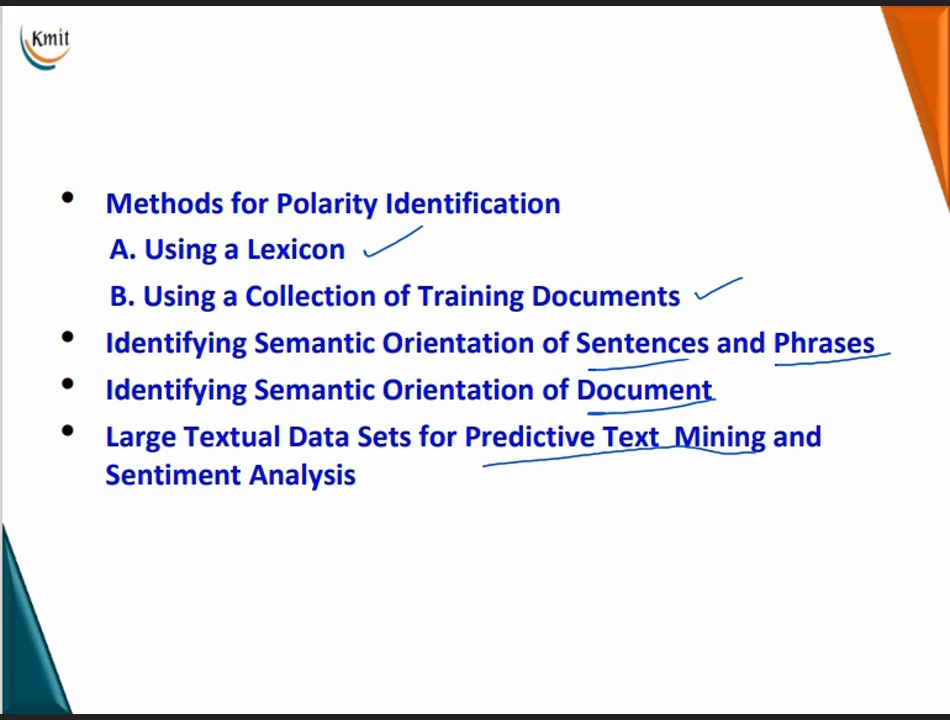 Kmit
• Methods for Polarity Identification
A. Using a Lexicon
B. Using a Collection of Training Documents
• Identifying Semantic Orientation of Sentences and Phrases
• Identifying Semantic Orientation of Document
• Large Textual Data Sets for Predictive Text Mining and
Sentiment Analysis